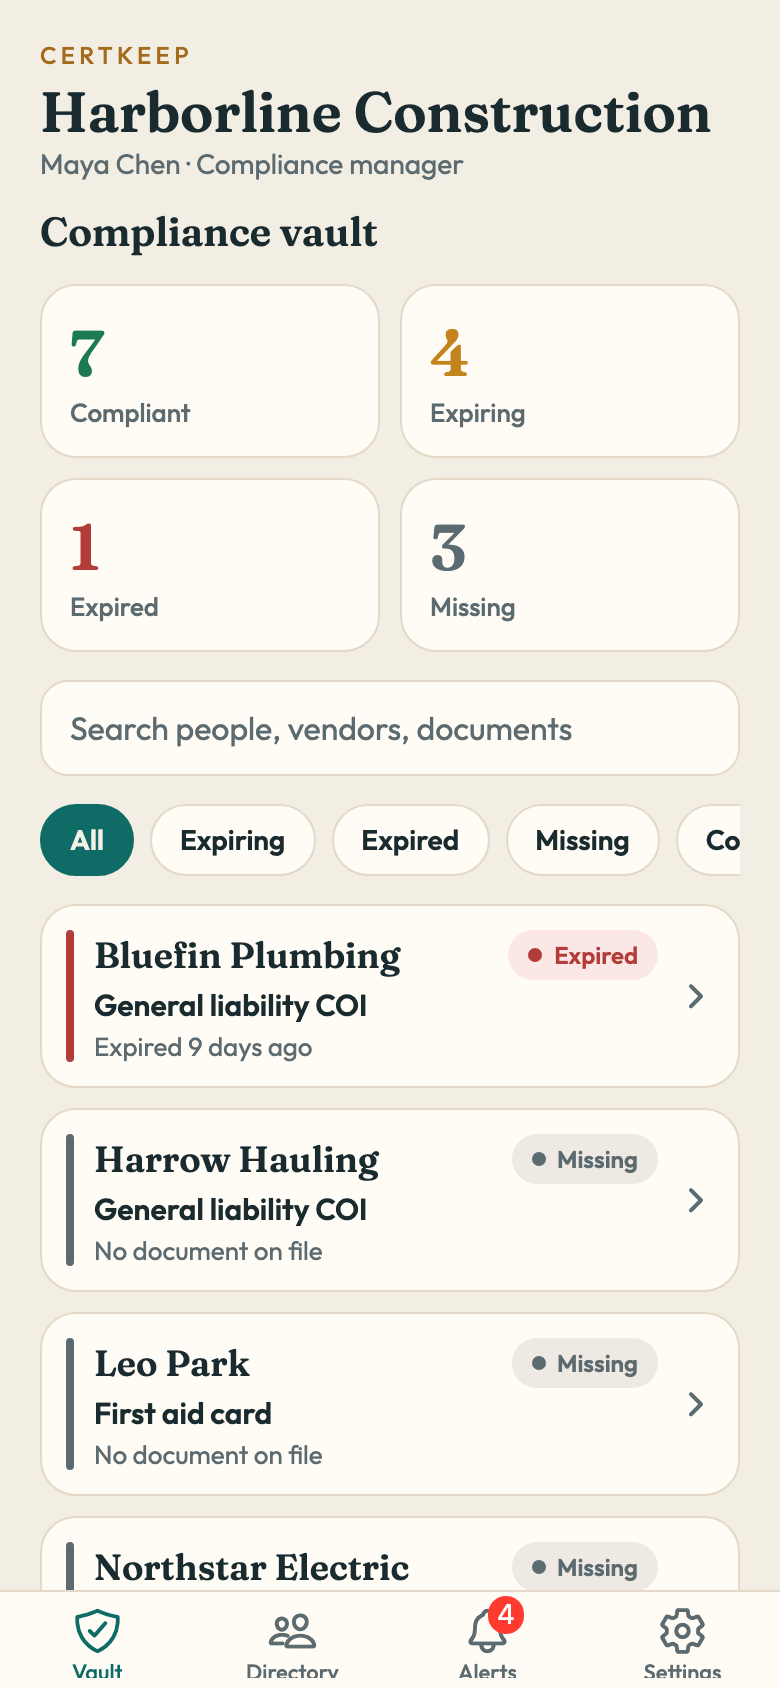 CERTKEEP
Harborline Construction
Maya Chen · Compliance manager
Compliance vault
7
Compliant
4
Expiring
1
Expired
3
Missing
Search people, vendors, documents
All
Expiring
Expired
Missing
Co
Bluefin Plumbing
Expired
General liability COI
Expired 9 days ago
Harrow Hauling
Missing
General liability COI
No document on file
Leo Park
Missing
First aid card
No document on file
Northstar Electric
Missing
4
Vault
Directory
Alerts
Settings